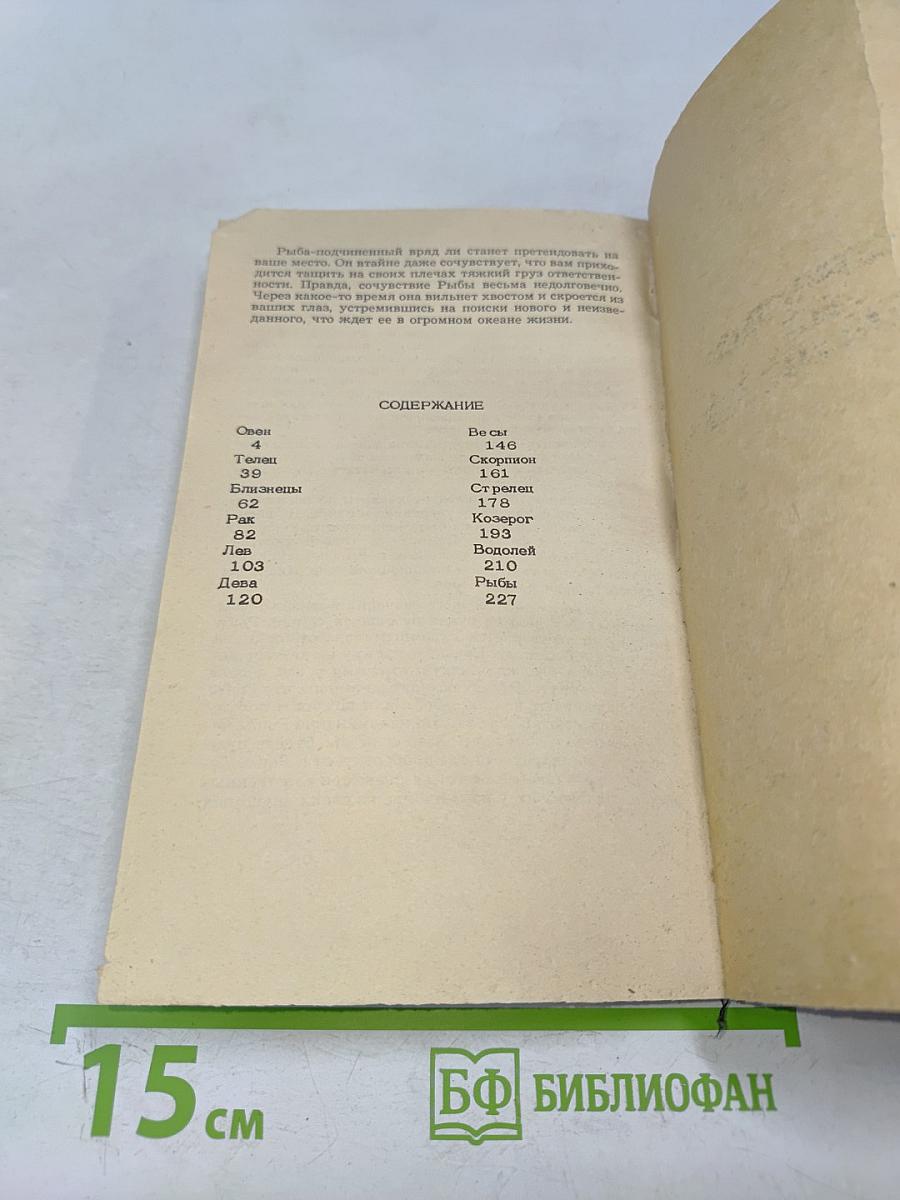 Рыба-подчиненный вряд ли станет претендовать на
ваше место. Он втайне даже сочувствует, что вам прихо-
дится тащить на своих плечах тяжкий груз ответствен-
ности. Правда, сочувствие Рыбы весьма недолговечно.
Через какое-то время она вильнет хвостом и скроется из
ваших глаз, устремившись на поиски нового и неизве-
данного, что ждет ее в огромном океане жизни.
СОДЕРЖАНИЕ
Овен
4
Телец
39
Близнецы
62
Рак
82
Лев
103
Дева
120
Весы
146
Скорпион
161
Стрелец
178
Козерог
193
Водолей
210
Рыбы
227
15 см
БФ БИБЛИОФАН